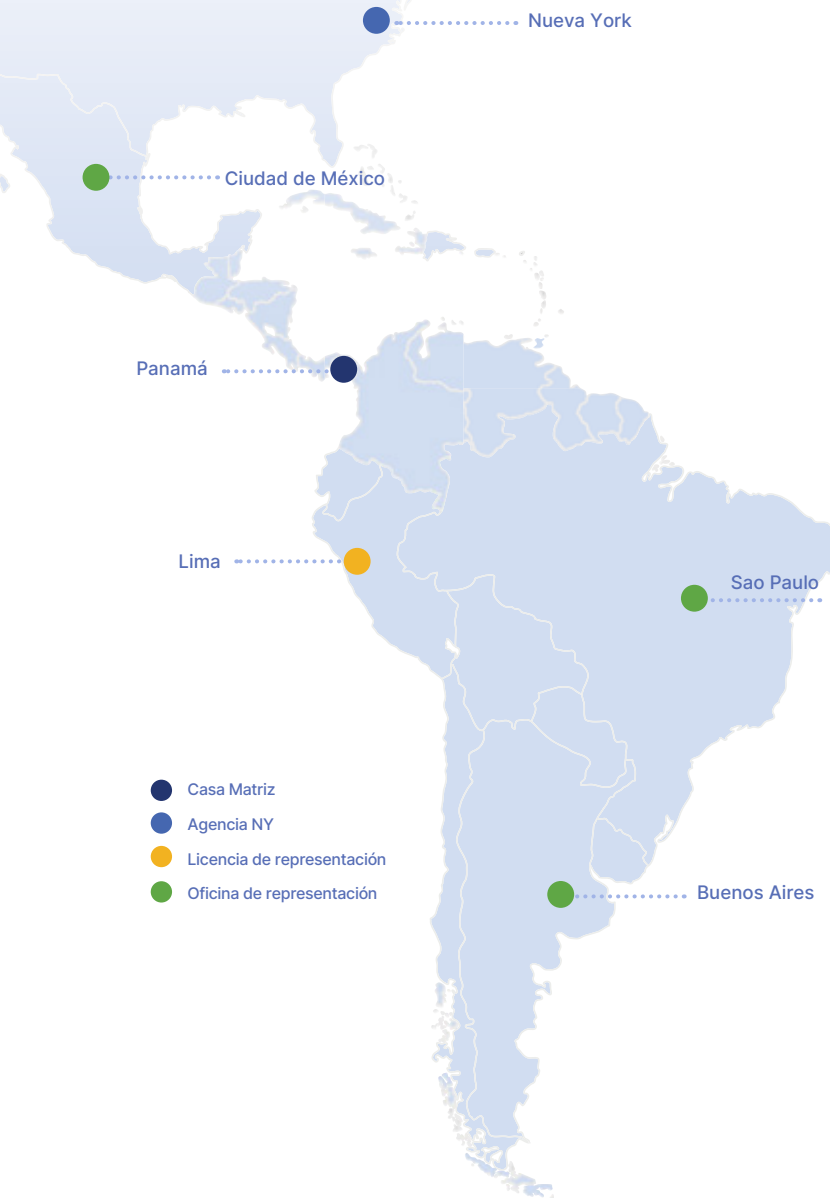 Nueva York
Ciudad de México
Panamá
Lima
Sao Paulo
Casa Matriz
Agencia NY
Licencia de representación
Oficina de representación
Buenos Aires